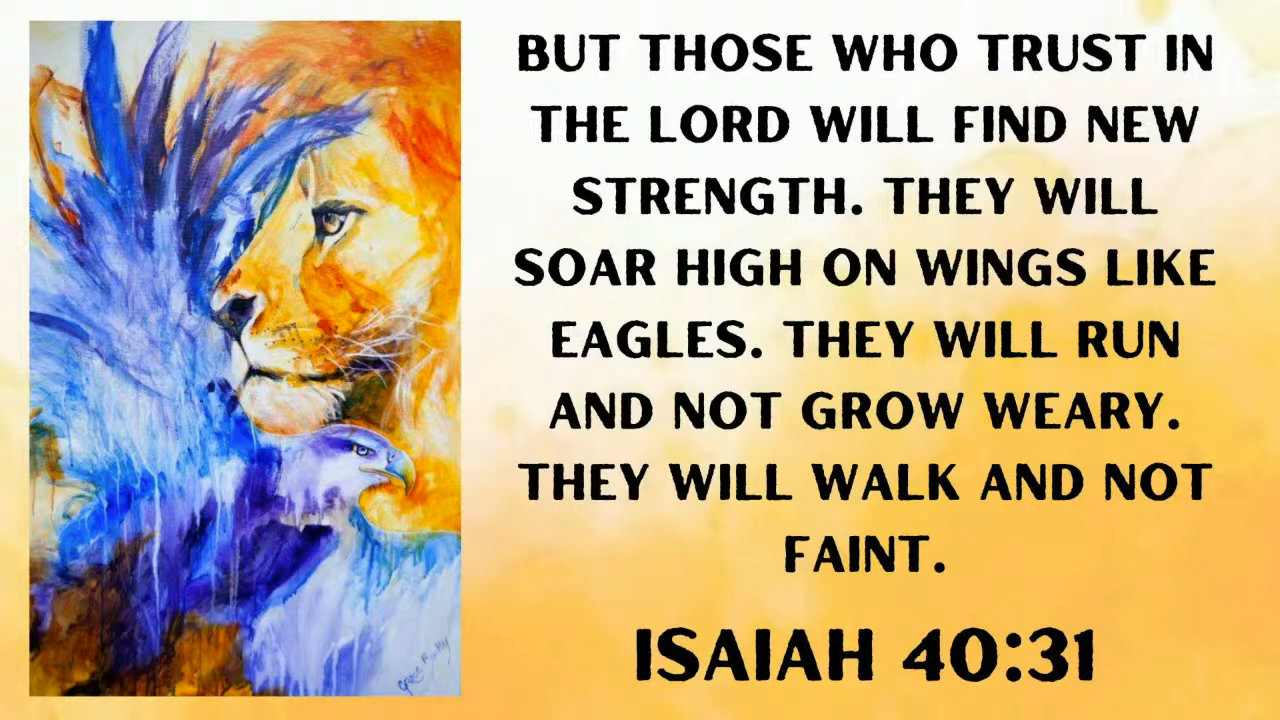 BUT THOSE WHO TRUST IN
THE LORD WILL FIND NEW
STRENGTH. THEY WILL
SOAR HIGH ON WINGS LIKE
EAGLES. THEY WILL RUN
AND NOT GROW WEARY.
THEY WILL WALK AND NOT
FAINT.
ISAIAH 40:31